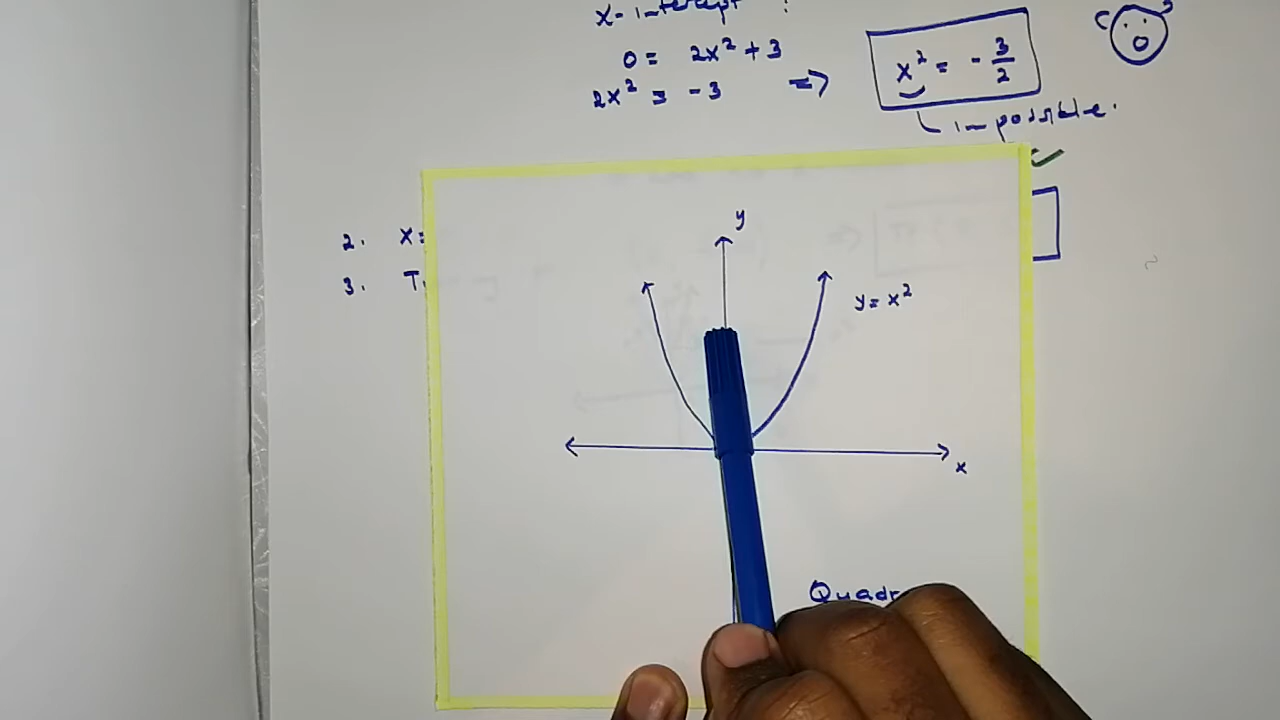 x-intercept :
0 = 2x² + 3
2x² = -3 => x² = -3/2
impossible.
2. x=
3. T
y
y = x²
x
Quadr